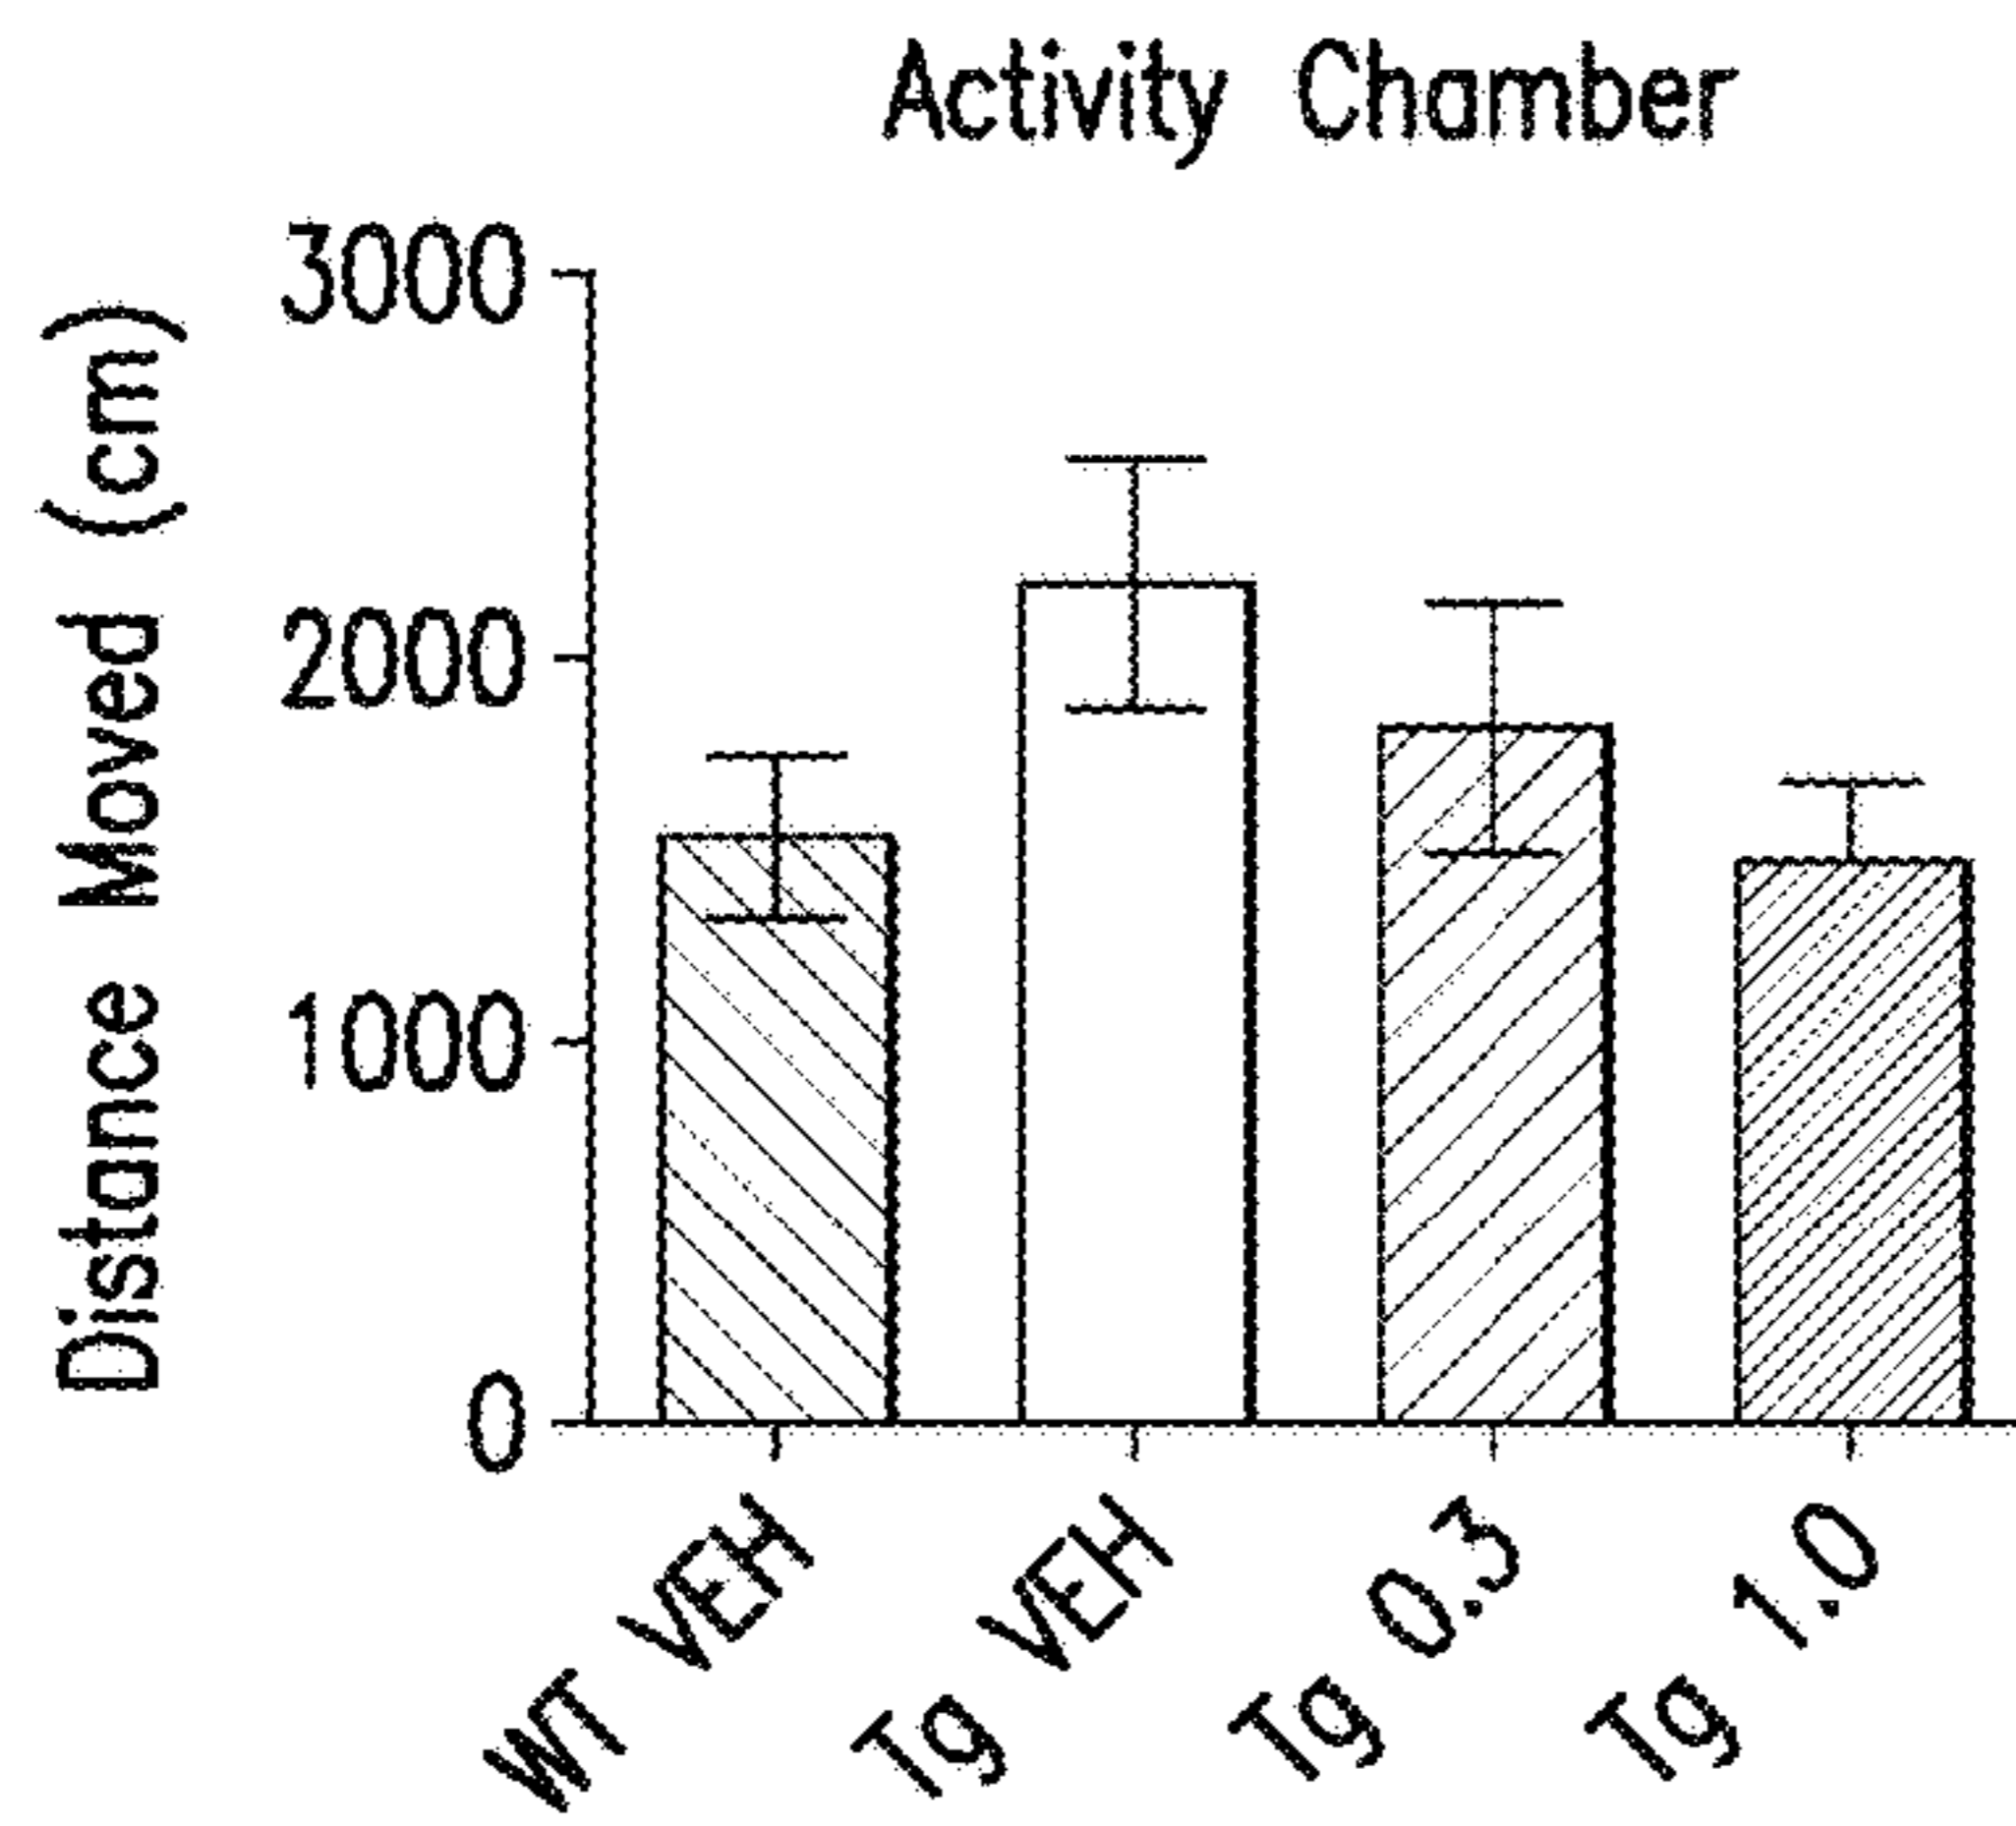 Activity Chamber
Distance Moved (cm)
3000
2000
1000
0
WT VEH
Tg VEH
Tg 0.3
Tg 1.0